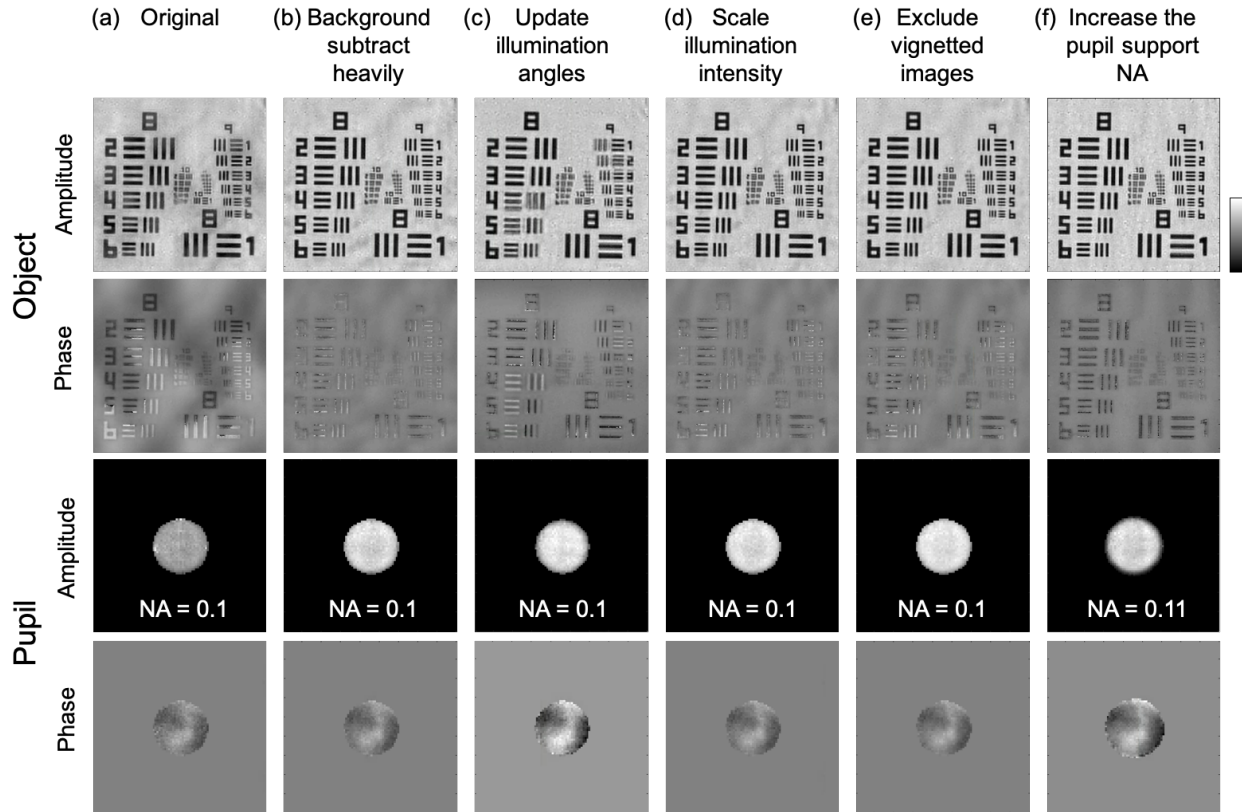 (a) Original
(b) Background subtract heavily
(c) Update illumination angles
(d) Scale illumination intensity
(e) Exclude vignetted images
(f) Increase the pupil support NA
Object
Amplitude
Phase
Pupil
Amplitude
NA = 0.1
NA = 0.1
NA = 0.1
NA = 0.1
NA = 0.1
NA = 0.11
Phase